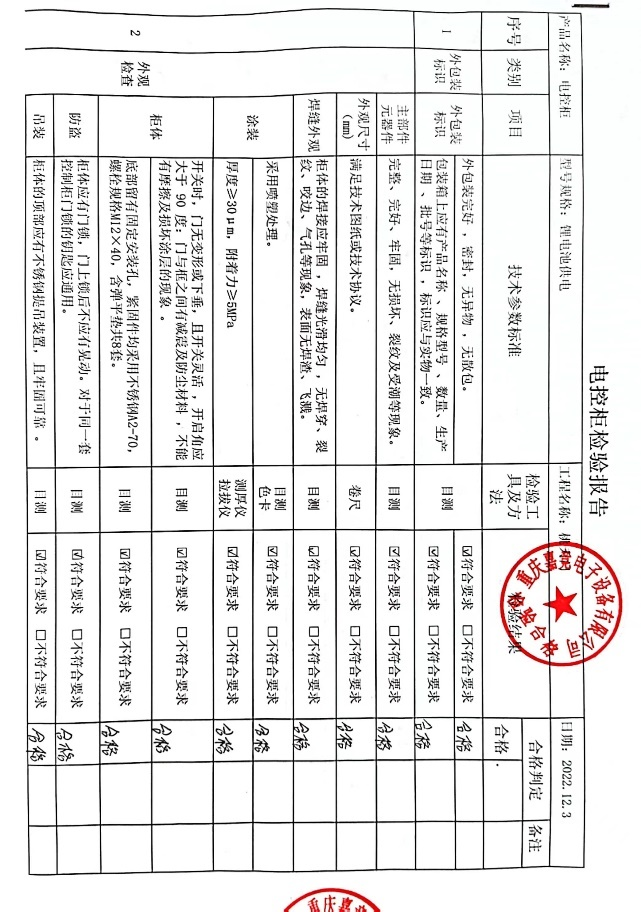 电控柜检验报告
产品名称：电控柜 型号规格：锂电池供电 工程名称： 日期：2022.12.3
序号 类别 项目 技术参数标准 检验工具及方法 检验结果 合格判定 备注
1 外包装标识 外包装标识 外包装完好，密封，无异物，无散包。 目测 ☑符合要求 □不符合要求 合格
包装箱上应有产品名称、规格型号、数量、生产
日期、批号等标识，标识应与实物一致。 ☑符合要求 □不符合要求 合格
2 外观检查 主部件元器件 完整、完好、牢固，无损坏、裂纹及受潮等现象。 目测 ☑符合要求 □不符合要求 合格
外观尺寸（mm） 满足技术图纸或技术协议。 卷尺 ☑符合要求 □不符合要求 合格
焊缝外观 柜体的焊接应牢固，焊缝光滑均匀，无焊穿、裂
纹、咬边、气孔等现象，表面无焊渣、飞溅。 目测 ☑符合要求 □不符合要求 合格
涂装 采用喷塑处理。 目测 色卡 ☑符合要求 □不符合要求 合格
厚度≥30μm，附着力≥5MPa 测厚仪 拉拔仪 ☑符合要求 □不符合要求 合格
柜体 开关时，门无变形或下垂，且开关灵活，开启角应
大于 90 度；门与框之间有减震及防尘材料，不能
有摩擦及损坏涂层的现象．。 目测 ☑符合要求 □不符合要求 合格
底部留有固定安装孔，紧固件均采用不锈钢A2-70，
螺栓规格M12×40，含弹平垫共8套。 目测 ☑符合要求 □不符合要求 合格
防盗 柜体应有门锁，门上锁后不应有晃动。对于同一套
控制柜门锁的钥匙应通用。 目测 ☑符合要求 □不符合要求 合格
吊装 柜体的顶部应有不锈钢提吊装置，且牢固可靠 。 目测 ☑符合要求 □不符合要求 合格
合格
检验合格